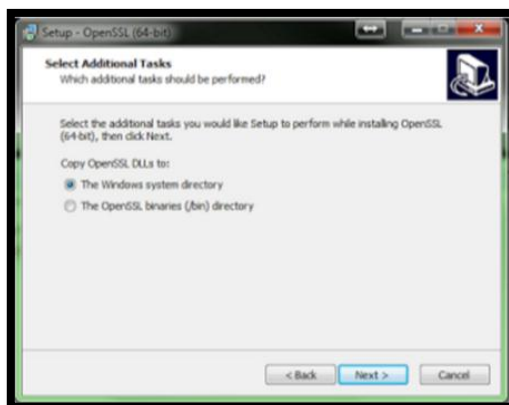 Setup - OpenSSL (64-bit)
Select Additional Tasks
Which additional tasks should be performed?
Select the additional tasks you would like Setup to perform while installing OpenSSL
(64-bit), then click Next.
Copy OpenSSL DLLs to:
The Windows system directory
The OpenSSL binaries (/bin) directory
< Back Next > Cancel